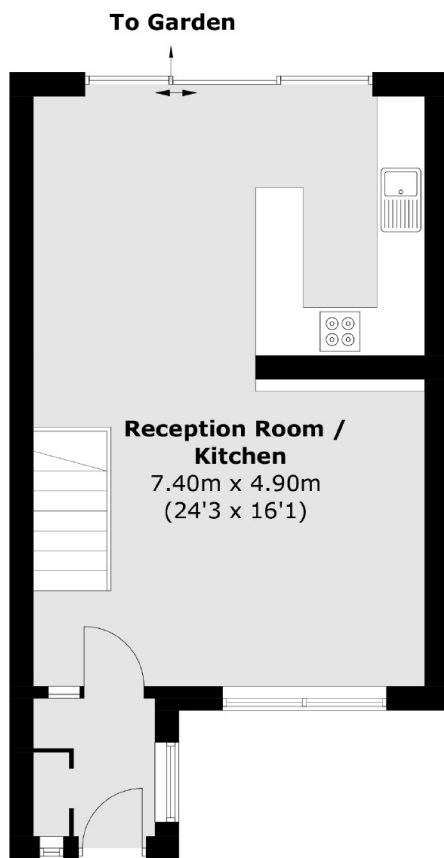 To Garden
Reception Room /
Kitchen
7.40m x 4.90m
(24'3 x 16'1)